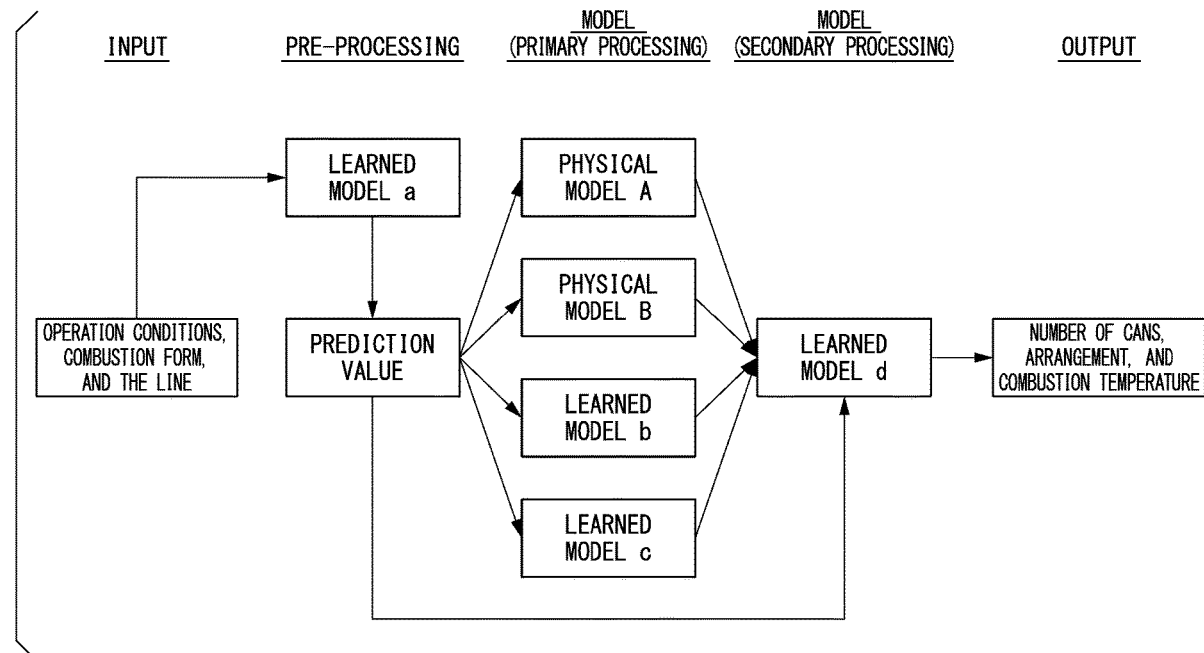 INPUT
PRE-PROCESSING
MODEL
(PRIMARY PROCESSING)
MODEL
(SECONDARY PROCESSING)
OUTPUT
LEARNED
MODEL a
PHYSICAL
MODEL A
PHYSICAL
MODEL B
OPERATION CONDITIONS,
COMBUSTION FORM,
AND THE LINE
PREDICTION
VALUE
LEARNED
MODEL b
LEARNED
MODEL c
LEARNED
MODEL d
NUMBER OF CANS,
ARRANGEMENT, AND
COMBUSTION TEMPERATURE